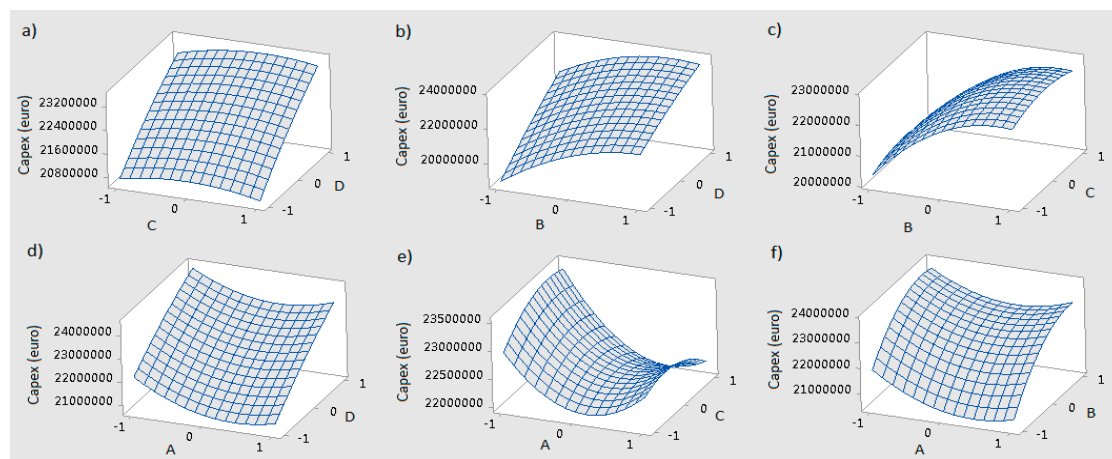 a)
Capex (euro)
23200000
22400000
21600000
20800000
-1
0
1
C
-1
0
1
D
b)
Capex (euro)
24000000
22000000
20000000
-1
0
1
B
-1
0
1
D
c)
Capex (euro)
23000000
22000000
21000000
20000000
-1
0
1
B
-1
0
1
C
d)
Capex (euro)
24000000
23000000
22000000
21000000
-1
0
1
A
-1
0
1
D
e)
Capex (euro)
23500000
23000000
22500000
22000000
-1
0
1
A
-1
0
1
C
f)
Capex (euro)
24000000
23000000
22000000
21000000
-1
0
1
A
-1
0
1
B